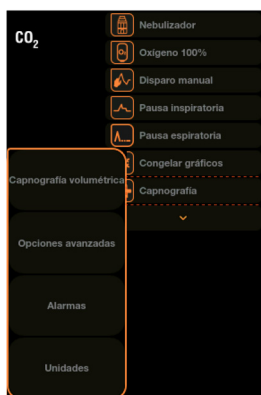 CO₂
Nebulizador
Oxígeno 100%
Disparo manual
Pausa inspiratoria
Pausa espiratoria
Congelar gráficos
Capnografía
Capnografía volumétrica
Opciones avanzadas
Alarmas
Unidades